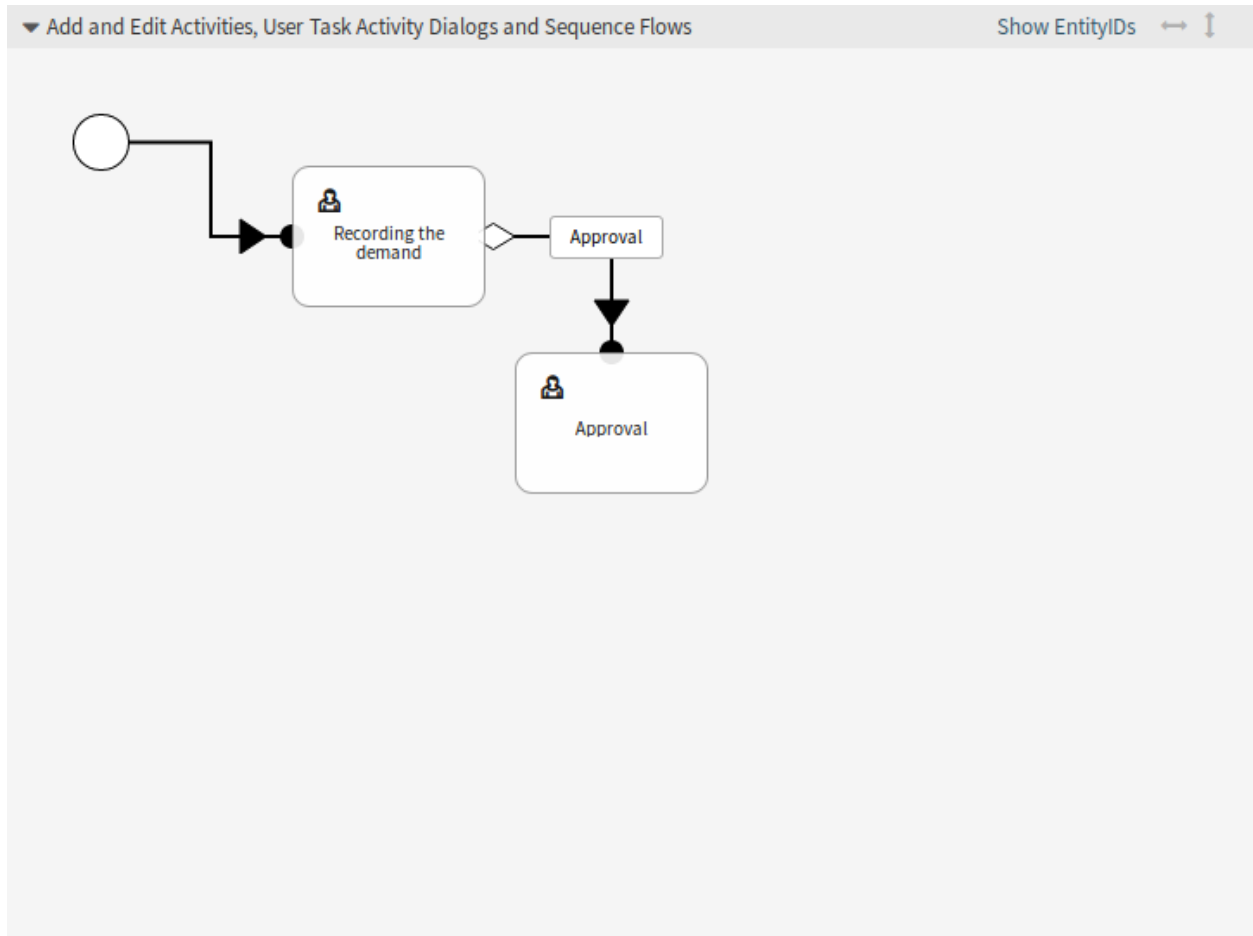 Add and Edit Activities, User Task Activity Dialogs and Sequence Flows
Show EntityIDs
Recording the
demand
Approval
Approval